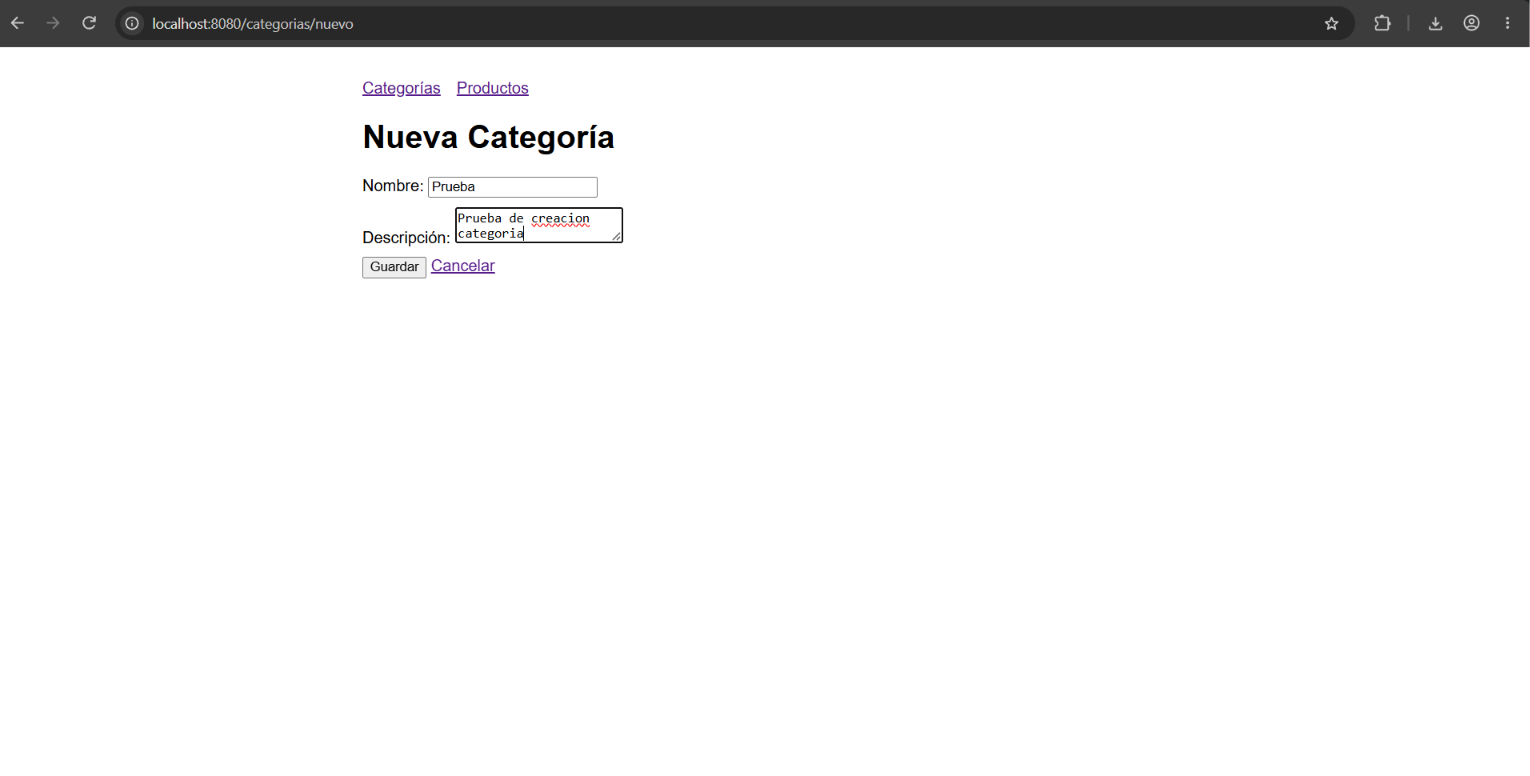 localhost:8080/categorias/nuevo
Categorías Productos
Nueva Categoría
Nombre: Prueba
Descripción: Prueba de creacion
categoria
Guardar Cancelar